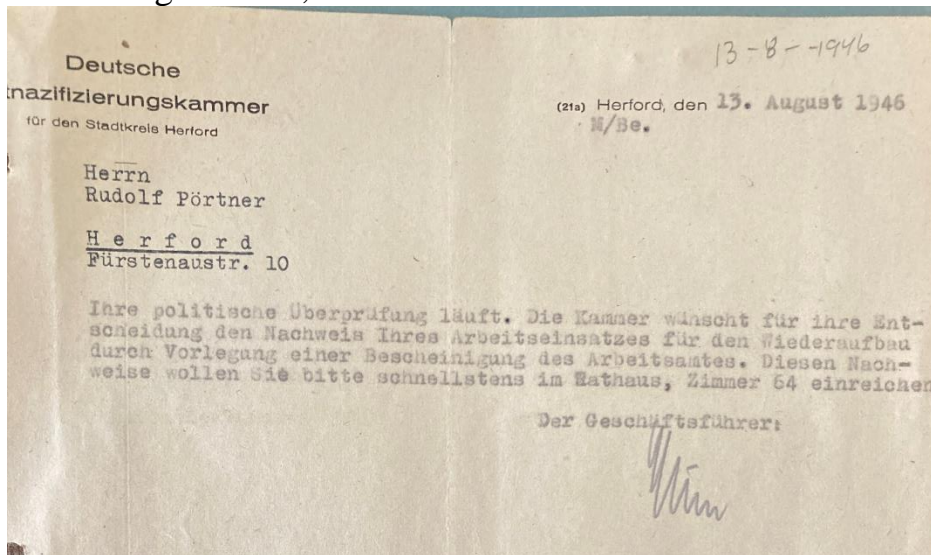 13-8--1946
Deutsche
tnazifizierungskammer
für den Stadtkreis Herford
(21a) Herford, den 13. August 1946
M/Be.
Herrn
Rudolf Pörtner
Herford
Fürstenaustr. 10
Ihre politische Überprüfung läuft. Die Kammer wünscht für ihre Ent-
scheidung den Nachweis Ihres Arbeitseinsatzes für den Wiederaufbau
durch Vorlegung einer Bescheinigung des Arbeitsamtes. Diesen Nach-
weise wollen Sie bitte schnellstens im Rathaus, Zimmer 64 einreichen
Der Geschäftsführer: